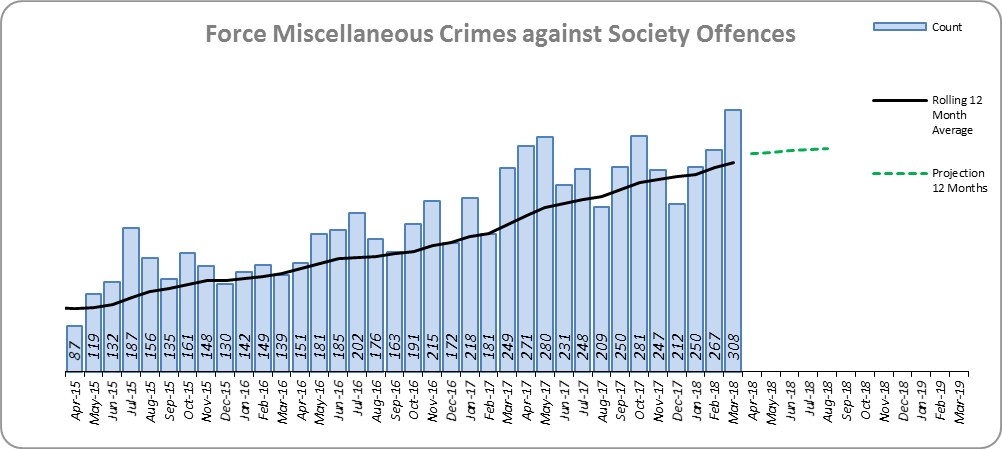 Force Miscellaneous Crimes against Society Offences
Count
Rolling 12
Month
Average
Projection
12 Months
87
119
132
187
156
135
161
148
130
142
149
139
151
181
185
202
176
163
191
215
172
218
181
249
271
280
231
248
209
250
281
247
212
250
267
308
Apr-15
May-15
Jun-15
Jul-15
Aug-15
Sep-15
Oct-15
Nov-15
Dec-15
Jan-16
Feb-16
Mar-16
Apr-16
May-16
Jun-16
Jul-16
Aug-16
Sep-16
Oct-16
Nov-16
Dec-16
Jan-17
Feb-17
Mar-17
Apr-17
May-17
Jun-17
Jul-17
Aug-17
Sep-17
Oct-17
Nov-17
Dec-17
Jan-18
Feb-18
Mar-18
Apr-18
May-18
Jun-18
Jul-18
Aug-18
Sep-18
Oct-18
Nov-18
Dec-18
Jan-19
Feb-19
Mar-19